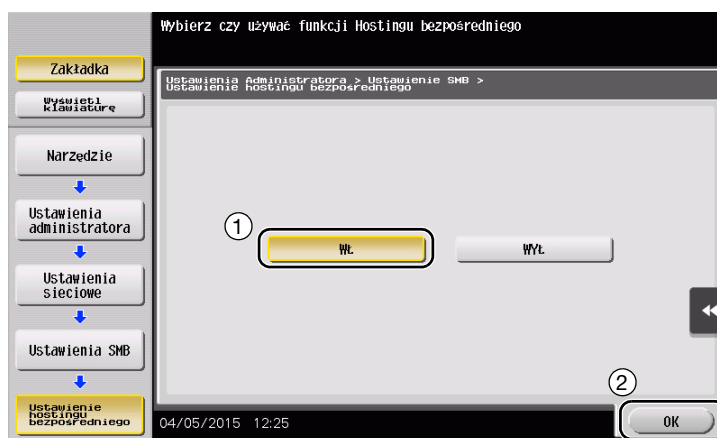 Wybierz czy używać funkcji Hostingu bezpośredniego
Zakładka
Wyświetl
klawiaturę
Ustawienia Administratora > Ustawienie SMB >
Ustawienie hostingu bezpośredniego
Narzędzie
Ustawienia
administratora
Ustawienia
sieciowe
Ustawienia SMB
Ustawienie
hostingu
bezpośredniego
1
WŁ
WYŁ
2
04/05/2015 12:25
OK